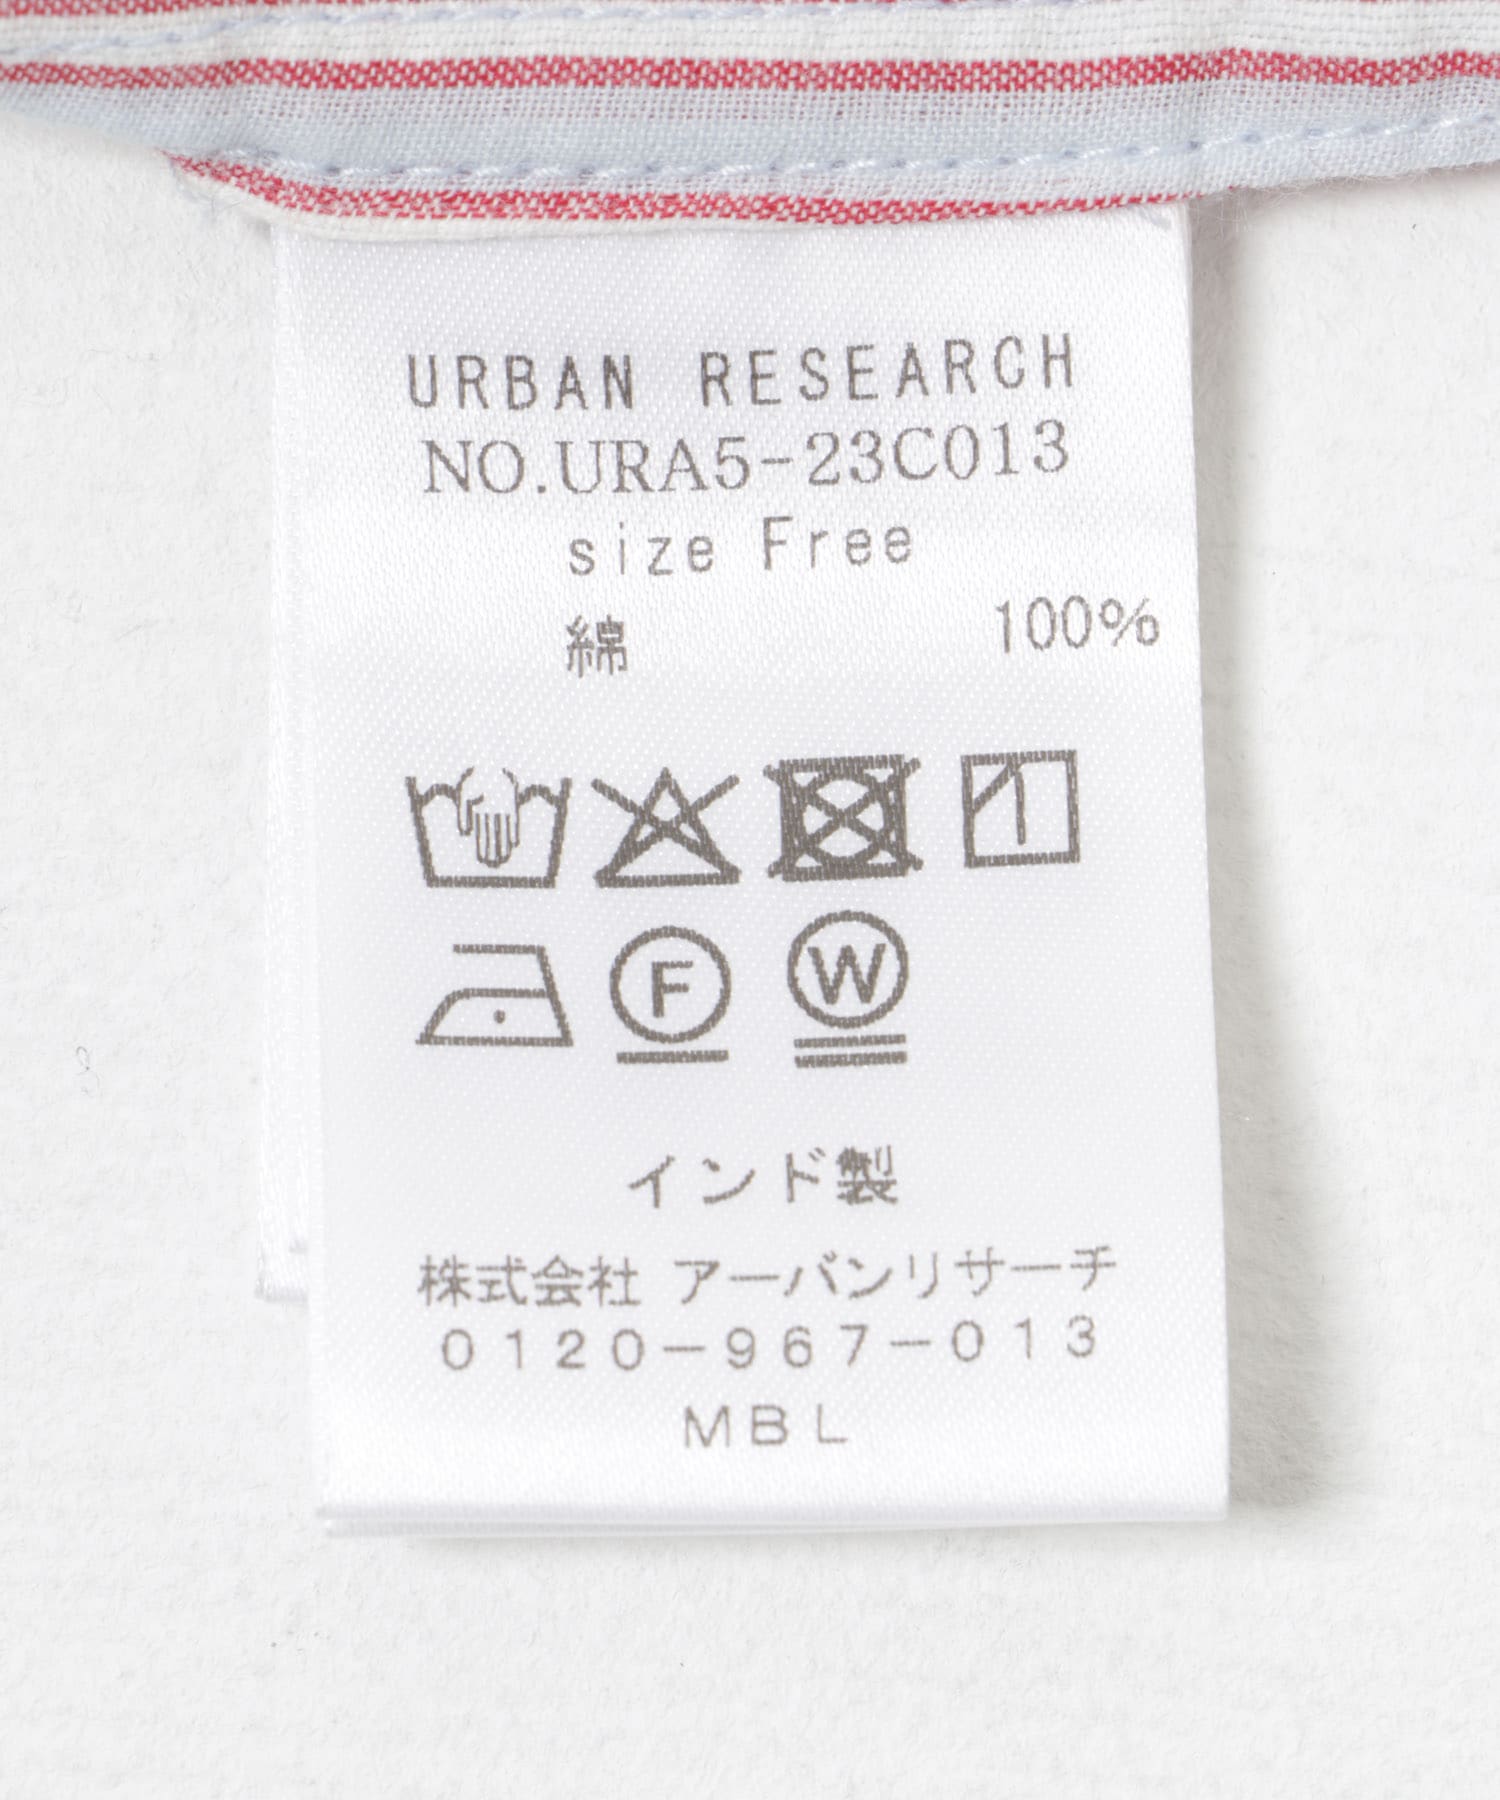 URBAN RESEARCH
NO.URA5-23C013
size Free
綿 100%
F W
インド製
株式会社 アーバンリサーチ
0120-967-013
MBL